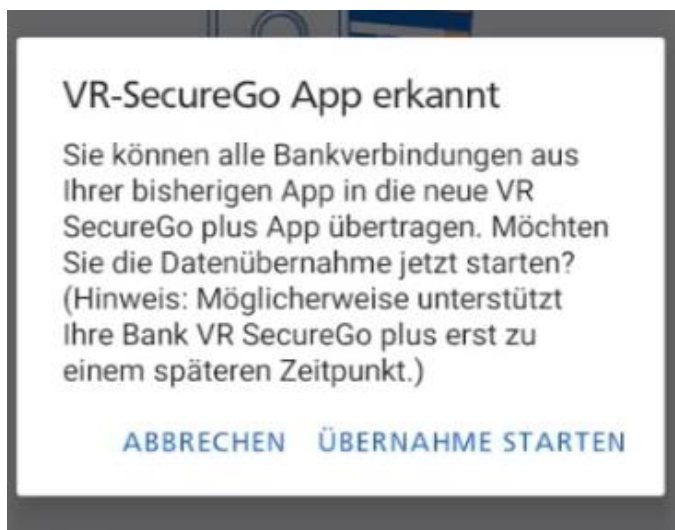 VR-SecureGo App erkannt
Sie können alle Bankverbindungen aus
Ihrer bisherigen App in die neue VR
SecureGo plus App übertragen. Möchten
Sie die Datenübernahme jetzt starten?
(Hinweis: Möglicherweise unterstützt
Ihre Bank VR SecureGo plus erst zu
einem späteren Zeitpunkt.)
ABBRECHEN ÜBERNAHME STARTEN